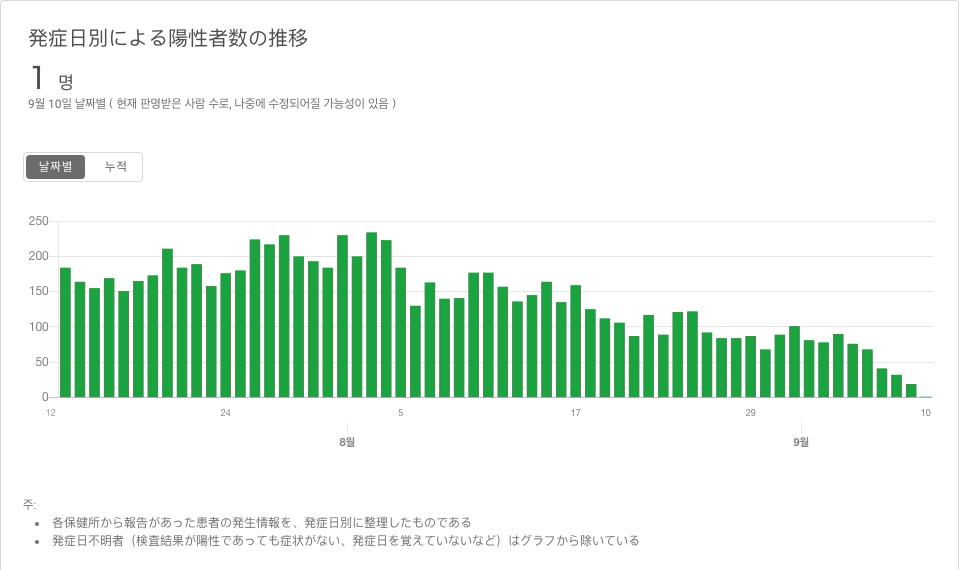 発症日別による陽性者数の推移
1 명
9월 10일 날짜별 ( 현재 판명받은 사람 수로, 나중에 수정되어질 가능성이 있음 )
날짜별 누적
250
200
150
100
50
0
12 24 5 17 29 10
8월 9월
주:
• 各保健所から報告があった患者の発生情報を、発症日別に整理したものである
• 発症日不明者（検査結果が陽性であっても症状がない、発症日を覚えていないなど）はグラフから除いている